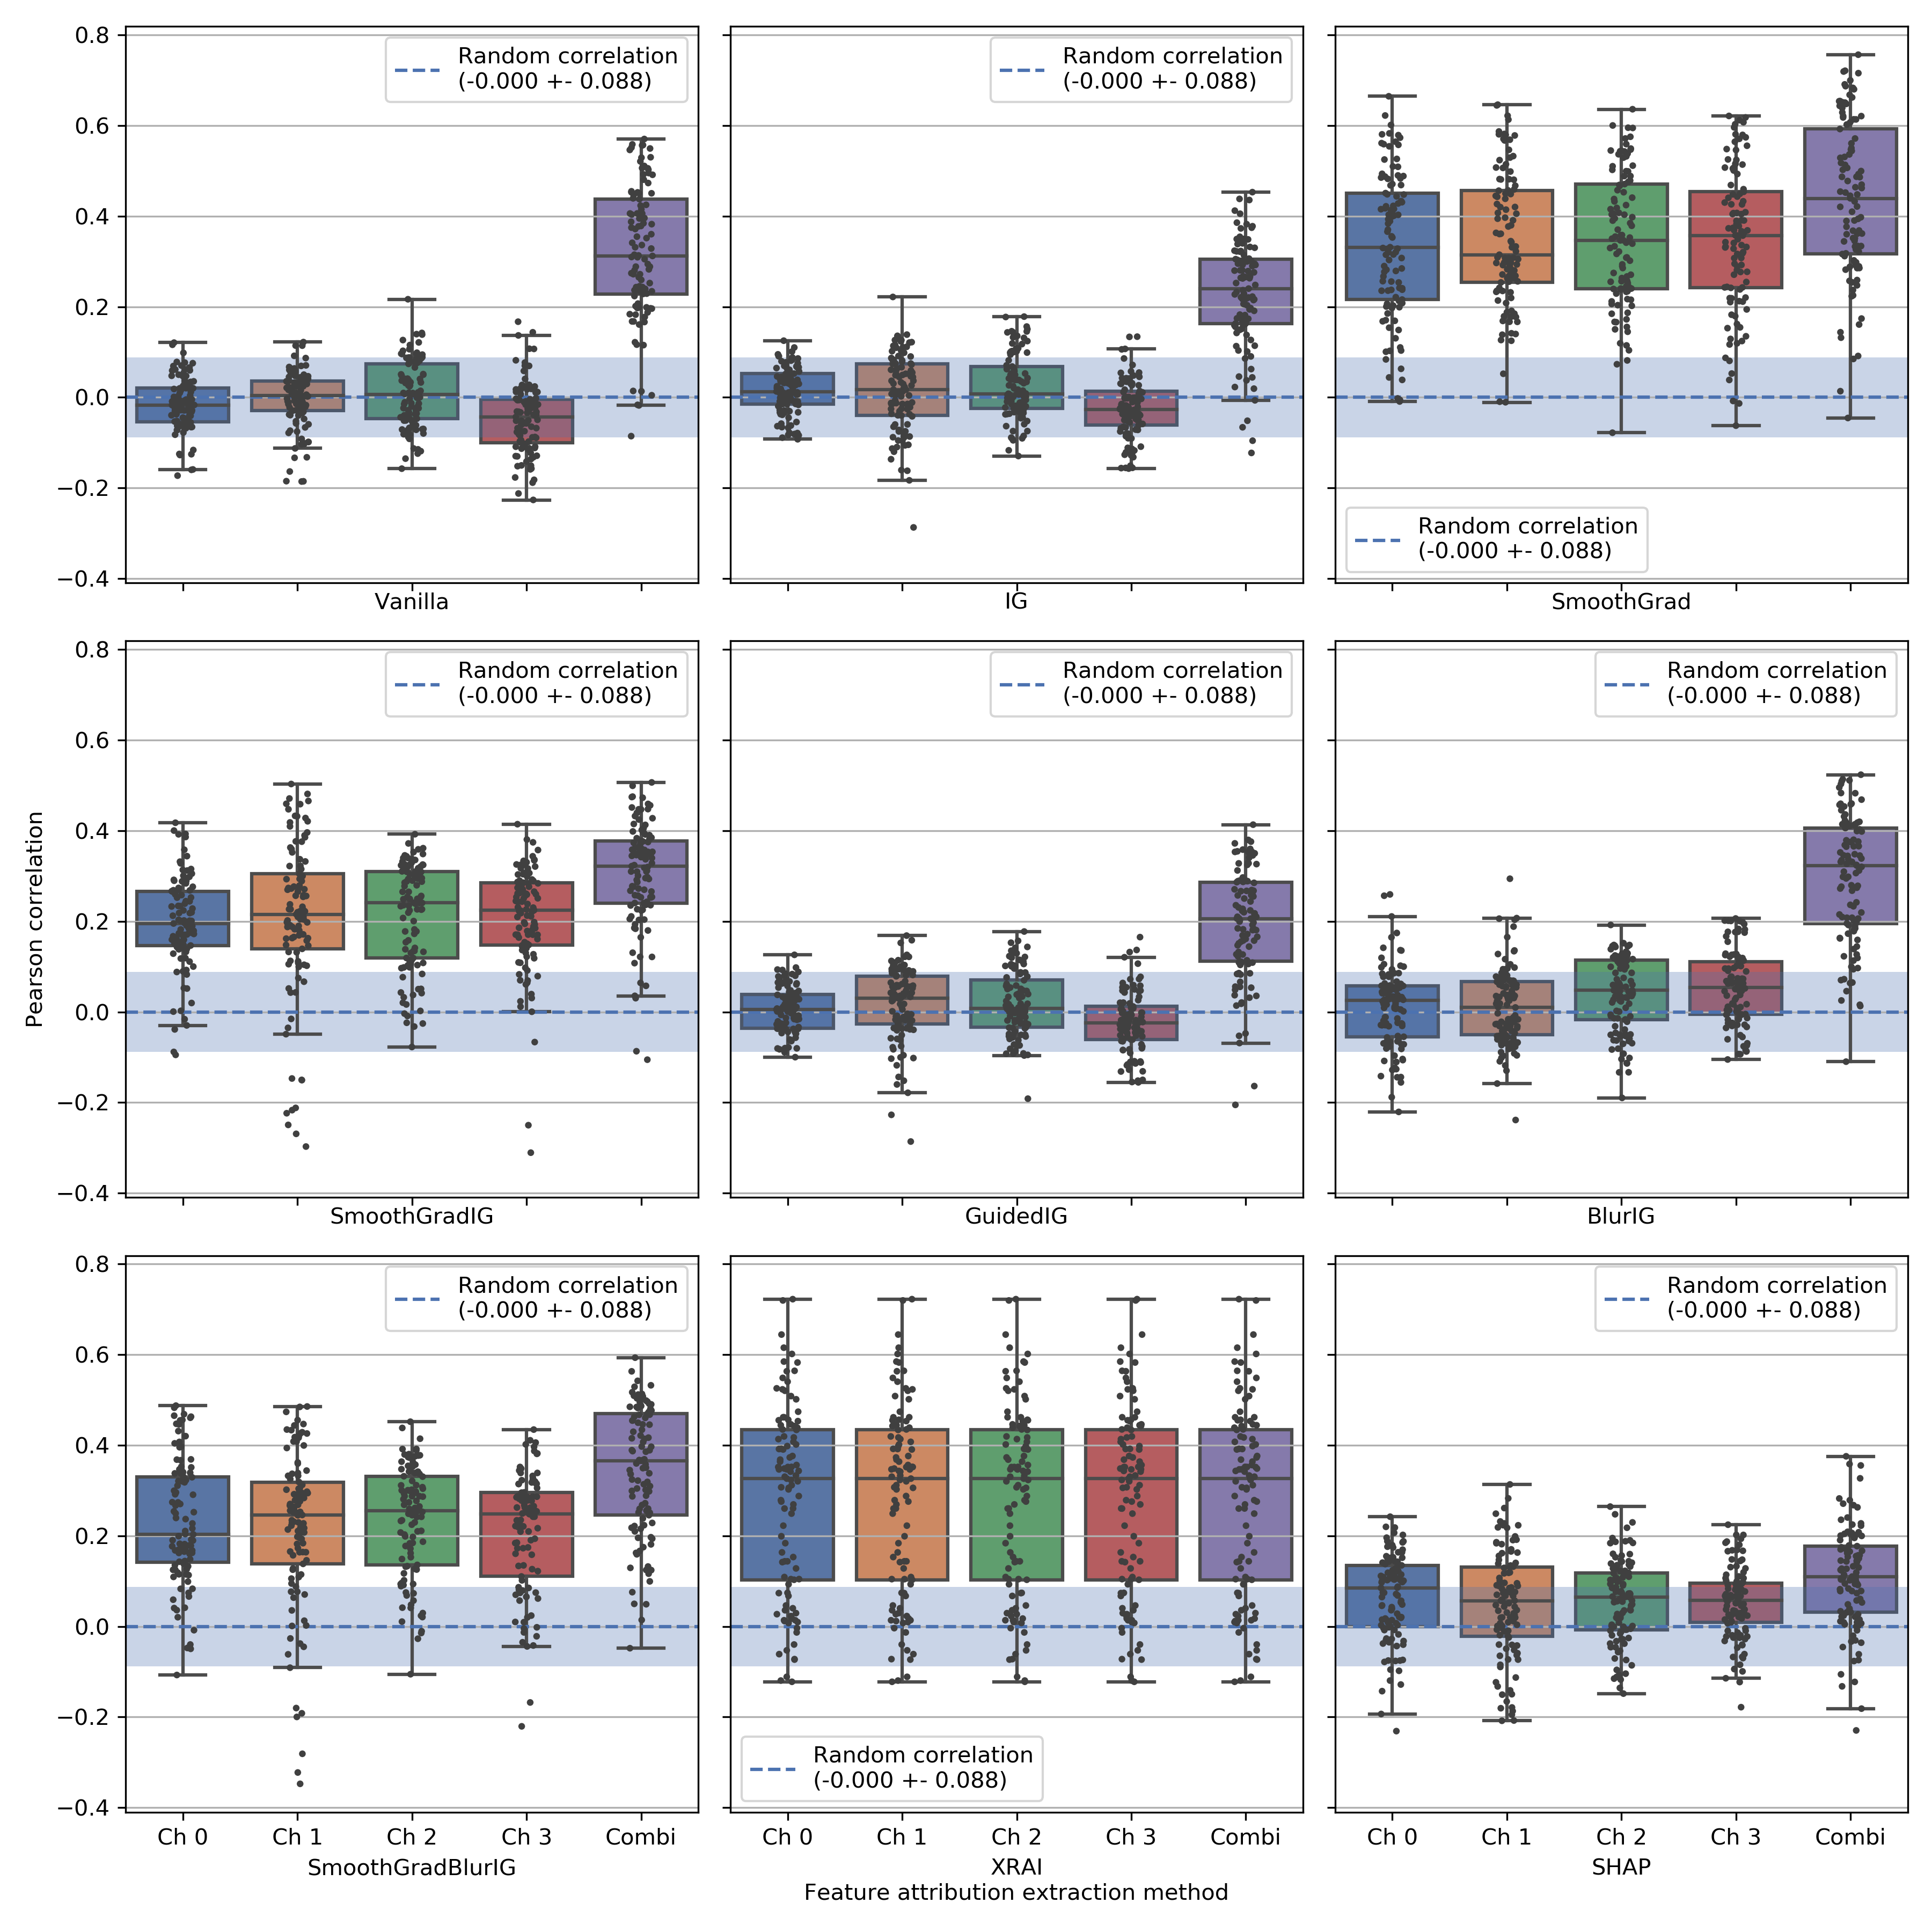 0.8
0.6
0.4
0.2
0.0
−0.2
−0.4
Random correlation
(-0.000 +- 0.088)
Vanilla
Random correlation
(-0.000 +- 0.088)
IG
Random correlation
(-0.000 +- 0.088)
SmoothGrad
Pearson correlation
0.8
0.6
0.4
0.2
0.0
−0.2
−0.4
Random correlation
(-0.000 +- 0.088)
SmoothGradIG
Random correlation
(-0.000 +- 0.088)
GuidedIG
Random correlation
(-0.000 +- 0.088)
BlurIG
0.8
0.6
0.4
0.2
0.0
−0.2
−0.4
Random correlation
(-0.000 +- 0.088)
Ch 0 Ch 1 Ch 2 Ch 3 Combi
SmoothGradBlurIG
Random correlation
(-0.000 +- 0.088)
Ch 0 Ch 1 Ch 2 Ch 3 Combi
XRAI
Random correlation
(-0.000 +- 0.088)
Ch 0 Ch 1 Ch 2 Ch 3 Combi
SHAP
Feature attribution extraction method